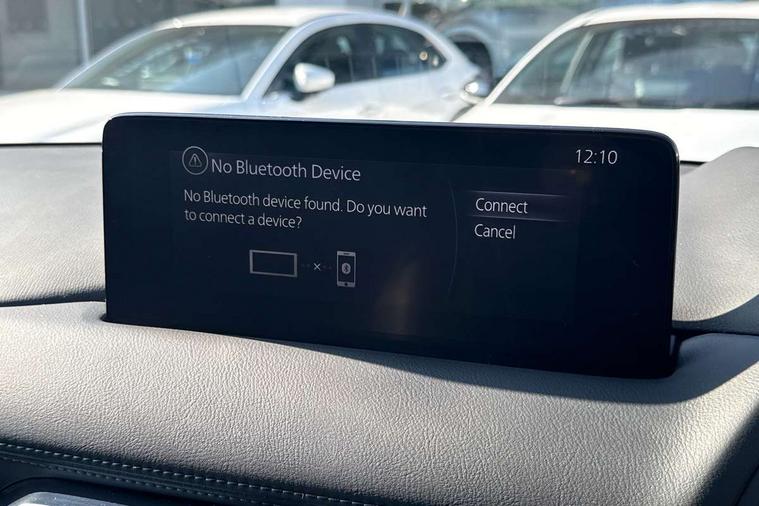 No Bluetooth Device
12:10
No Bluetooth device found. Do you want
to connect a device?
Connect
Cancel